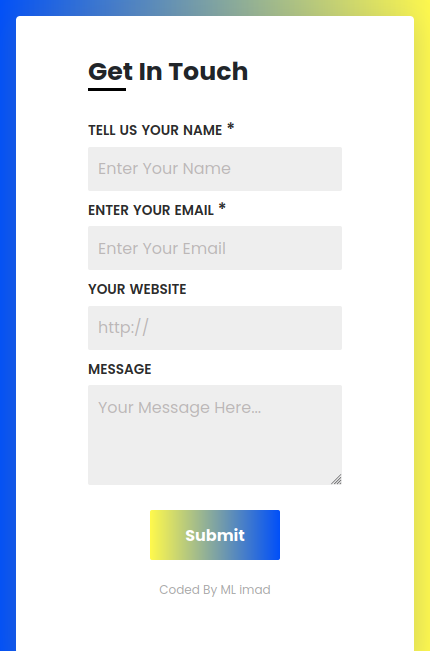 Get In Touch
TELL US YOUR NAME *
Enter Your Name
ENTER YOUR EMAIL *
Enter Your Email
YOUR WEBSITE
http://
MESSAGE
Your Message Here...
Submit
Coded By ML imad